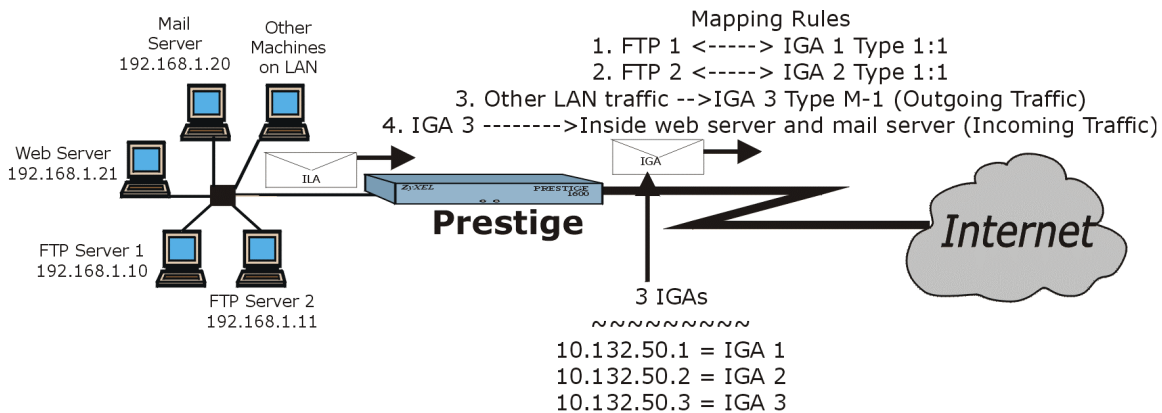 Mail
Server
192.168.1.20
Other
Machines
on LAN
Mapping Rules
1. FTP 1 <-----> IGA 1 Type 1:1
2. FTP 2 <-----> IGA 2 Type 1:1
3. Other LAN traffic -->IGA 3 Type M-1 (Outgoing Traffic)
4. IGA 3 -------->Inside web server and mail server (Incoming Traffic)
Web Server
192.168.1.21
ILA
IGA
ZyXEL
PRESTIGE
1600
Prestige
Internet
FTP Server 1
192.168.1.10
FTP Server 2
192.168.1.11
3 IGAs
~~~~~~~~~
10.132.50.1 = IGA 1
10.132.50.2 = IGA 2
10.132.50.3 = IGA 3